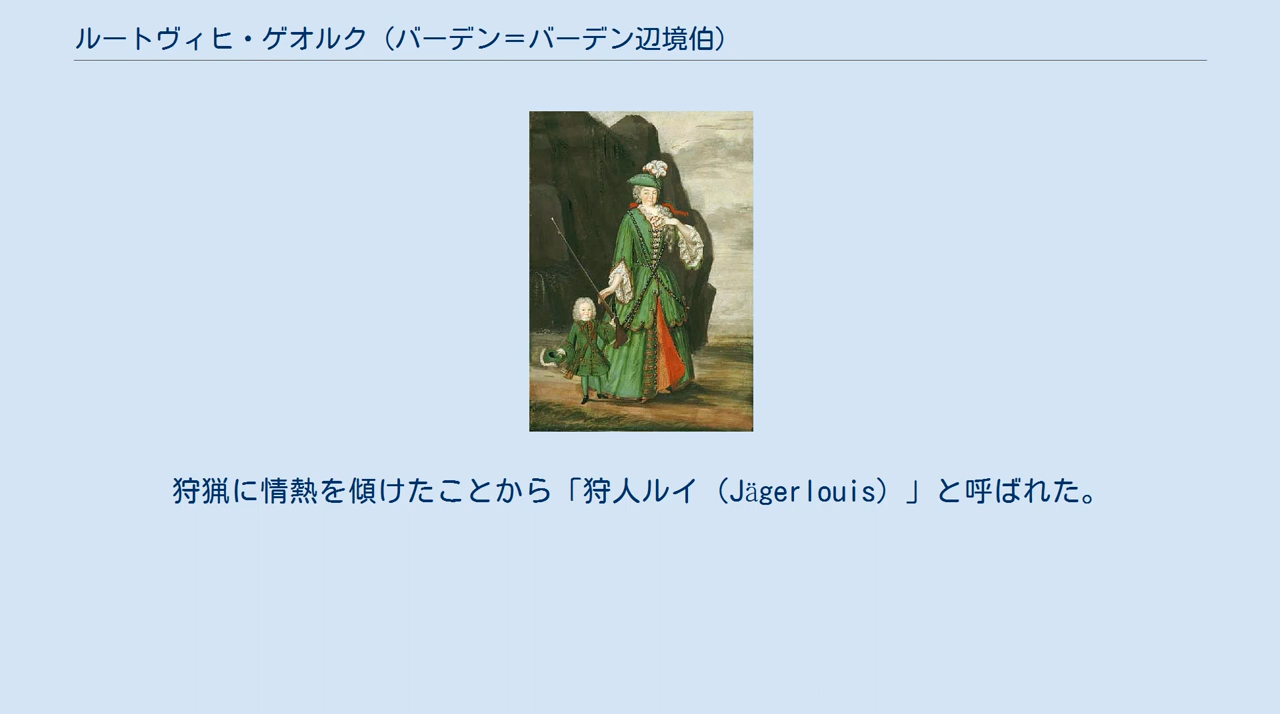 ルートヴィヒ・ゲオルク（バーデン＝バーデン辺境伯）
狩猟に情熱を傾けたことから「狩人ルイ（Jägerlouis）」と呼ばれた。